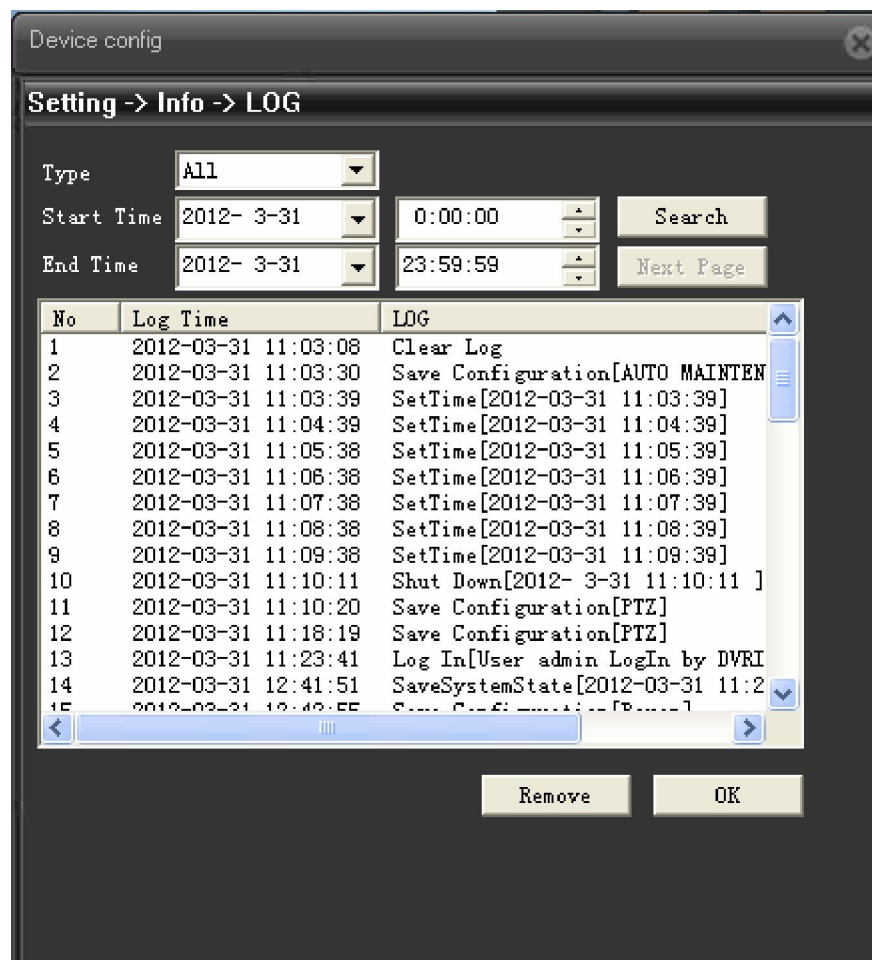 Device config
Setting -> Info -> LOG
Type All
Start Time 2012- 3-31 0:00:00 Search
End Time 2012- 3-31 23:59:59 Next Page
No Log Time LOG
1 2012-03-31 11:03:08 Clear Log
2 2012-03-31 11:03:30 Save Configuration[AUTO MAINTEN
3 2012-03-31 11:03:39 SetTime[2012-03-31 11:03:39]
4 2012-03-31 11:04:39 SetTime[2012-03-31 11:04:39]
5 2012-03-31 11:05:38 SetTime[2012-03-31 11:05:39]
6 2012-03-31 11:06:38 SetTime[2012-03-31 11:06:39]
7 2012-03-31 11:07:38 SetTime[2012-03-31 11:07:39]
8 2012-03-31 11:08:38 SetTime[2012-03-31 11:08:39]
9 2012-03-31 11:09:38 SetTime[2012-03-31 11:09:39]
10 2012-03-31 11:10:11 Shut Down[2012- 3-31 11:10:11 ]
11 2012-03-31 11:10:20 Save Configuration[PTZ]
12 2012-03-31 11:18:19 Save Configuration[PTZ]
13 2012-03-31 11:23:41 Log In[User admin LogIn by DVRI
14 2012-03-31 12:41:51 SaveSystemState[2012-03-31 11:2
15 2012-03-31
Remove OK